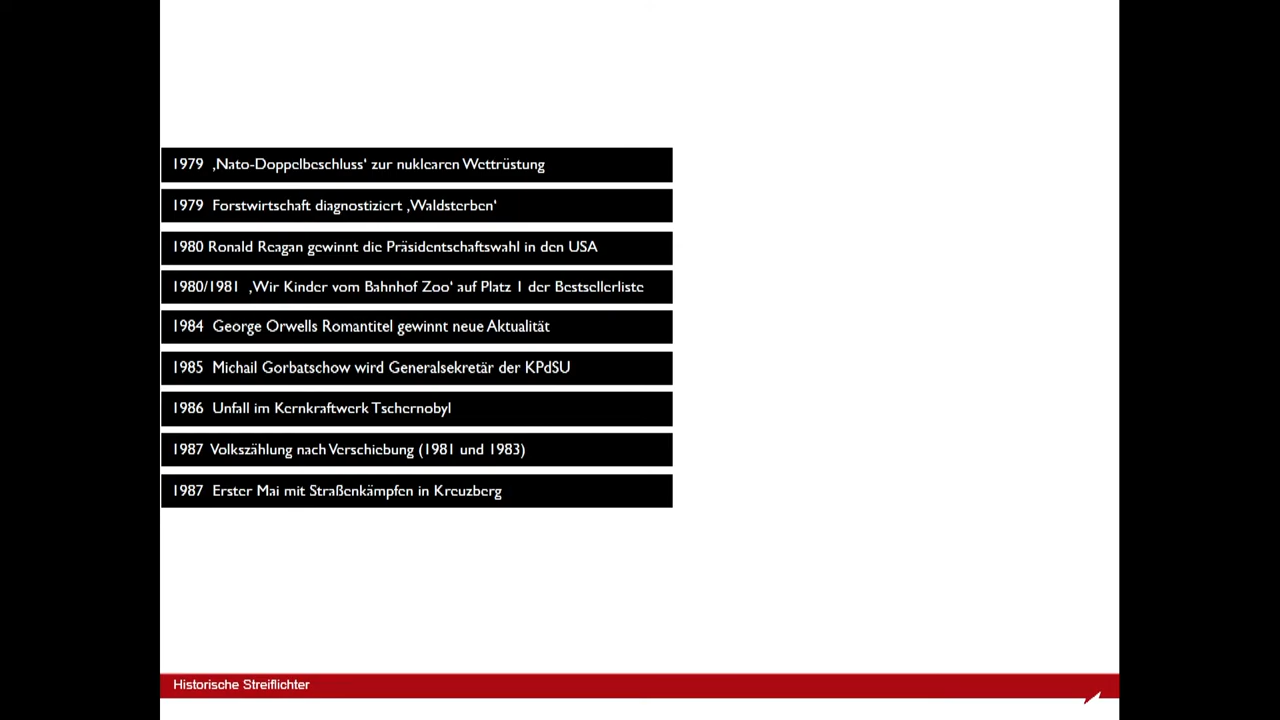 1979 ‚Nato-Doppelbeschluss‘ zur nuklearen Wettrüstung
1979 Forstwirtschaft diagnostiziert ‚Waldsterben‘
1980 Ronald Reagan gewinnt die Präsidentschaftswahl in den USA
1980/1981 ‚Wir Kinder vom Bahnhof Zoo‘ auf Platz 1 der Bestsellerliste
1984 George Orwells Romantitel gewinnt neue Aktualität
1985 Michail Gorbatschow wird Generalsekretär der KPdSU
1986 Unfall im Kernkraftwerk Tschernobyl
1987 Volkszählung nach Verschiebung (1981 und 1983)
1987 Erster Mai mit Straßenkämpfen in Kreuzberg
Historische Streiflichter